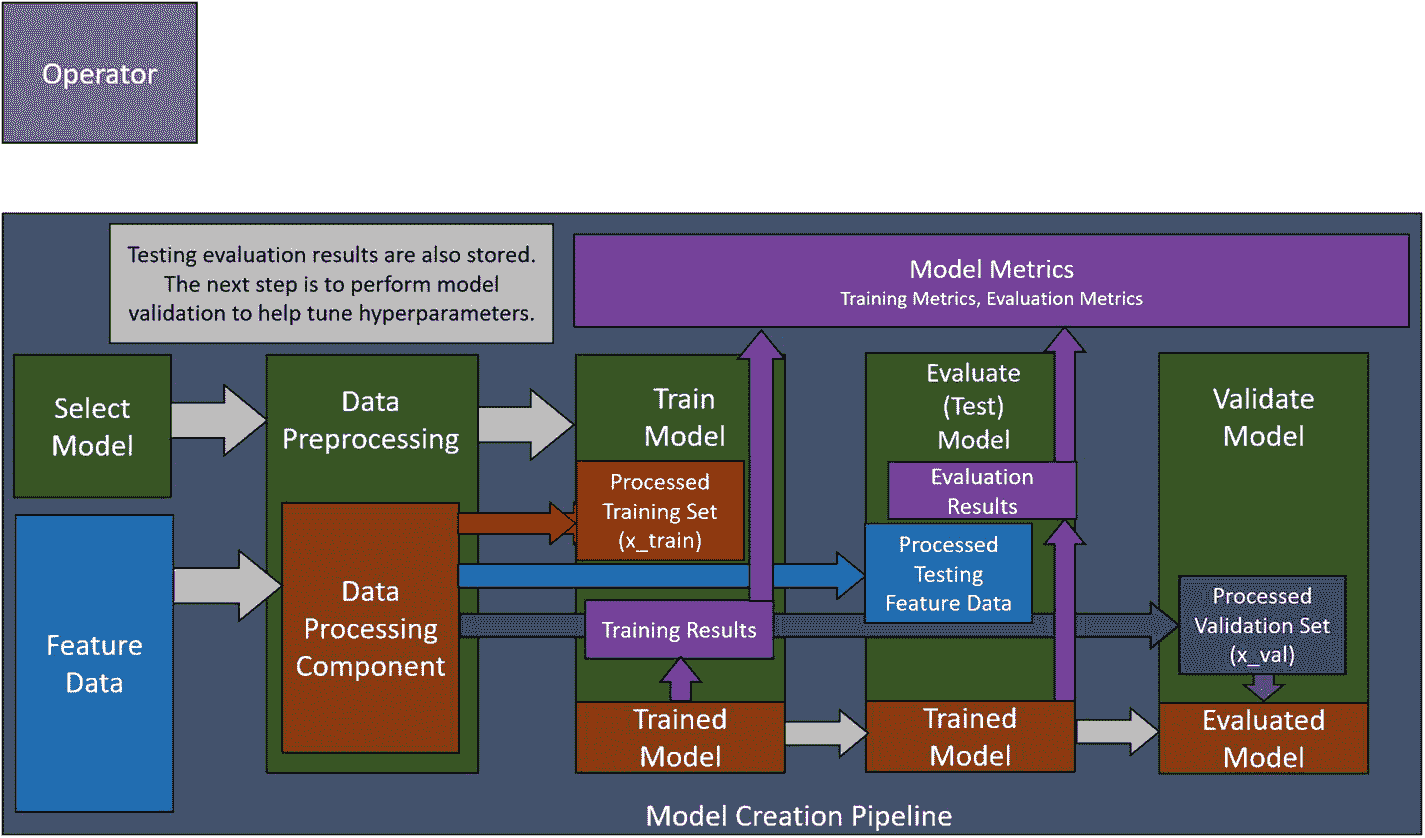 Operator
Testing evaluation results are also stored.
The next step is to perform model
validation to help tune hyperparameters.
Model Metrics
Training Metrics, Evaluation Metrics
Select
Model
Data
Preprocessing
Train
Model
Evaluate
(Test)
Model
Validate
Model
Feature
Data
Data
Processing
Component
Processed
Training Set
(x_train)
Evaluation
Results
Processed
Testing
Feature Data
Processed
Validation Set
(x_val)
Training Results
Trained
Model
Trained
Model
Evaluated
Model
Model Creation Pipeline